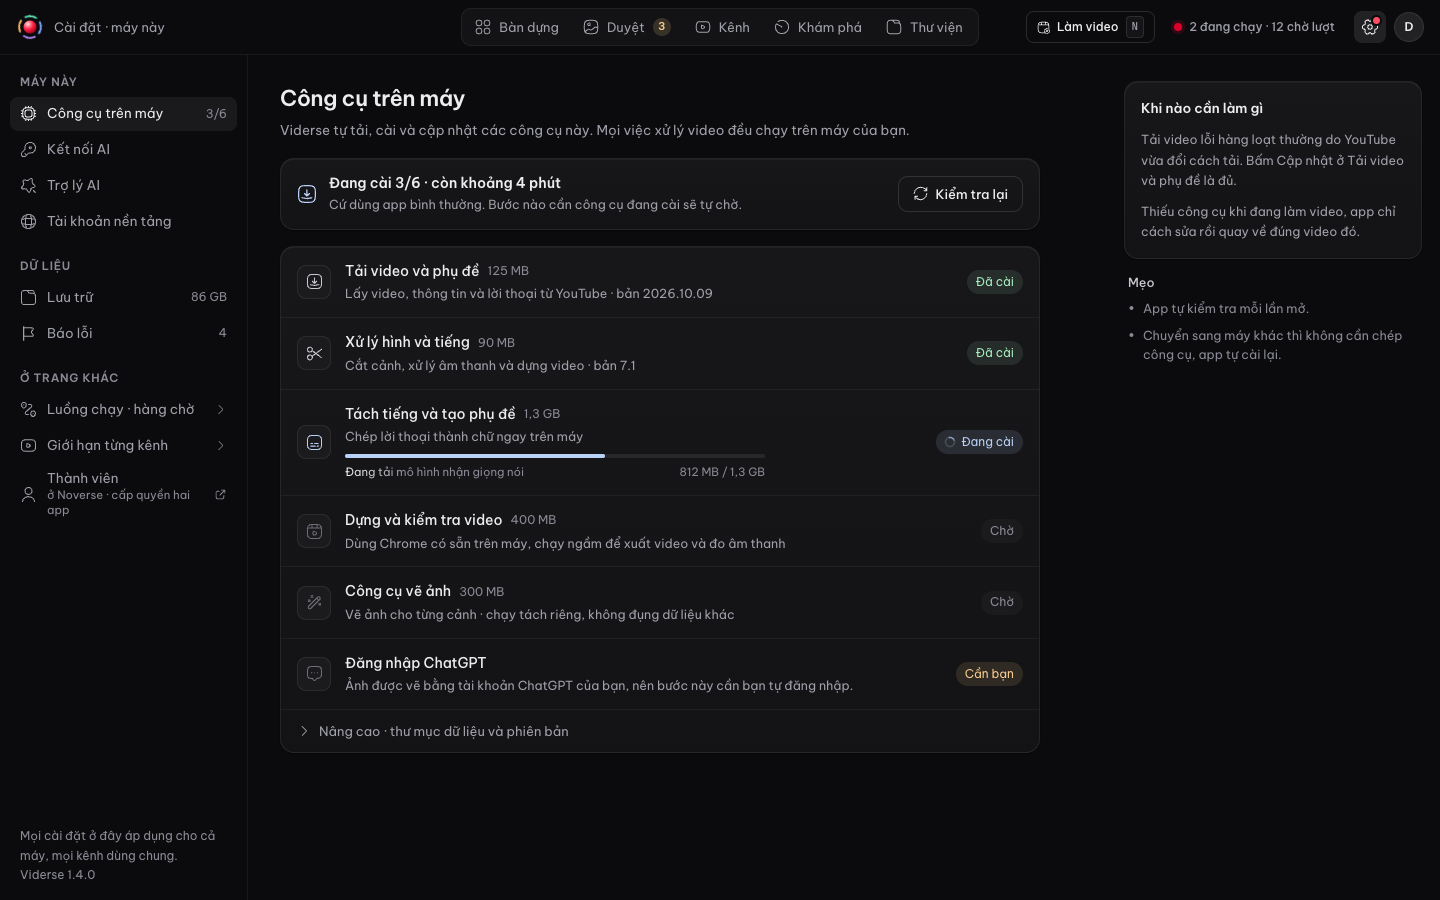 Cài đặt · máy này
Bàn dựng
Duyệt 3
Kênh
Khám phá
Thư viện
Làm video N
2 đang chạy · 12 chờ lượt
D
MÁY NÀY
Công cụ trên máy 3/6
Kết nối AI
Trợ lý AI
Tài khoản nền tảng
DỮ LIỆU
Lưu trữ 86 GB
Báo lỗi 4
Ở TRANG KHÁC
Luồng chạy · hàng chờ
Giới hạn từng kênh
Thành viên
ở Noverse · cấp quyền hai
app
Mọi cài đặt ở đây áp dụng cho cả
máy, mọi kênh dùng chung.
Viderse 1.4.0
Công cụ trên máy
Viderse tự tải, cài và cập nhật các công cụ này. Mọi việc xử lý video đều chạy trên máy của bạn.
Đang cài 3/6 · còn khoảng 4 phút
Cứ dùng app bình thường. Bước nào cần công cụ đang cài sẽ tự chờ.
Kiểm tra lại
Tải video và phụ đề 125 MB
Lấy video, thông tin và lời thoại từ YouTube · bản 2026.10.09
Đã cài
Xử lý hình và tiếng 90 MB
Cắt cảnh, xử lý âm thanh và dựng video · bản 7.1
Đã cài
Tách tiếng và tạo phụ đề 1,3 GB
Chép lời thoại thành chữ ngay trên máy
Đang tải mô hình nhận giọng nói 812 MB / 1,3 GB
Đang cài
Dựng và kiểm tra video 400 MB
Dùng Chrome có sẵn trên máy, chạy ngầm để xuất video và đo âm thanh
Chờ
Công cụ vẽ ảnh 300 MB
Vẽ ảnh cho từng cảnh · chạy tách riêng, không đụng dữ liệu khác
Chờ
Đăng nhập ChatGPT
Ảnh được vẽ bằng tài khoản ChatGPT của bạn, nên bước này cần bạn tự đăng nhập.
Cần bạn
Nâng cao · thư mục dữ liệu và phiên bản
Khi nào cần làm gì
Tải video lỗi hàng loạt thường do YouTube
vừa đổi cách tải. Bấm Cập nhật ở Tải video
và phụ đề là đủ.
Thiếu công cụ khi đang làm video, app chỉ
cách sửa rồi quay về đúng video đó.
Mẹo
• App tự kiểm tra mỗi lần mở.
• Chuyển sang máy khác thì không cần chép
công cụ, app tự cài lại.